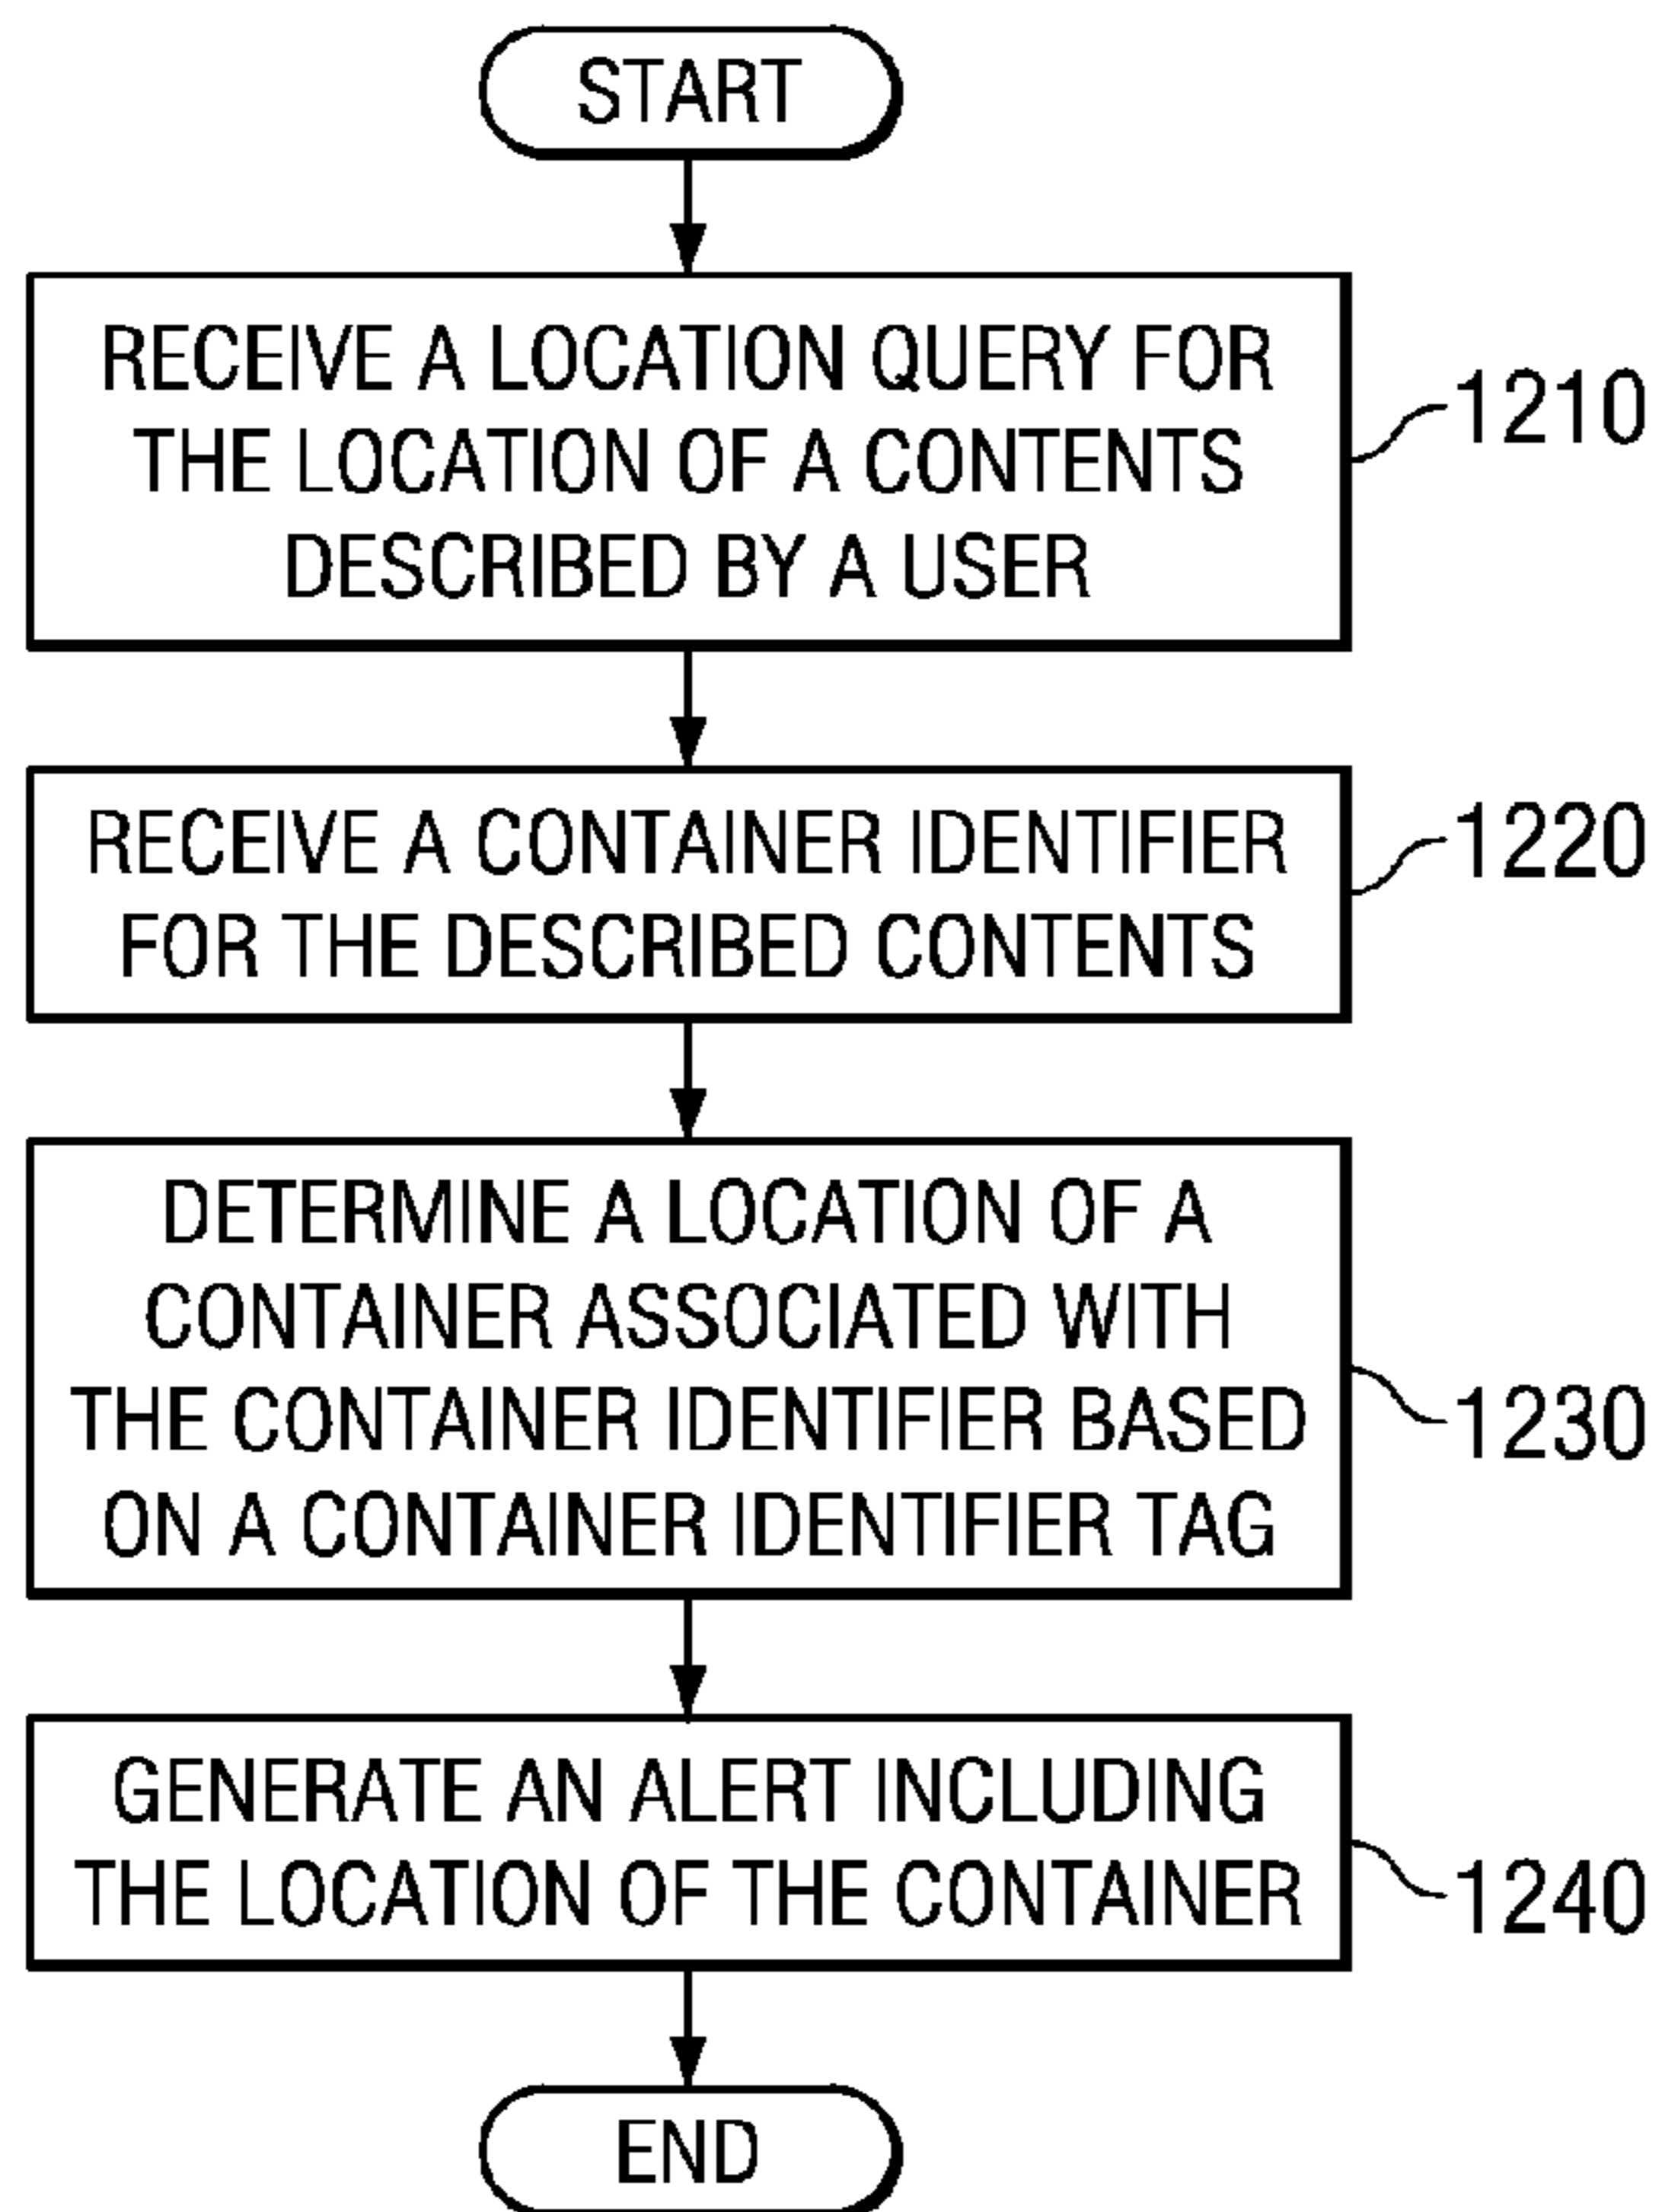 START
RECEIVE A LOCATION QUERY FOR
THE LOCATION OF A CONTENTS
DESCRIBED BY A USER
1210
RECEIVE A CONTAINER IDENTIFIER
FOR THE DESCRIBED CONTENTS
1220
DETERMINE A LOCATION OF A
CONTAINER ASSOCIATED WITH
THE CONTAINER IDENTIFIER BASED
ON A CONTAINER IDENTIFIER TAG
1230
GENERATE AN ALERT INCLUDING
THE LOCATION OF THE CONTAINER
1240
END